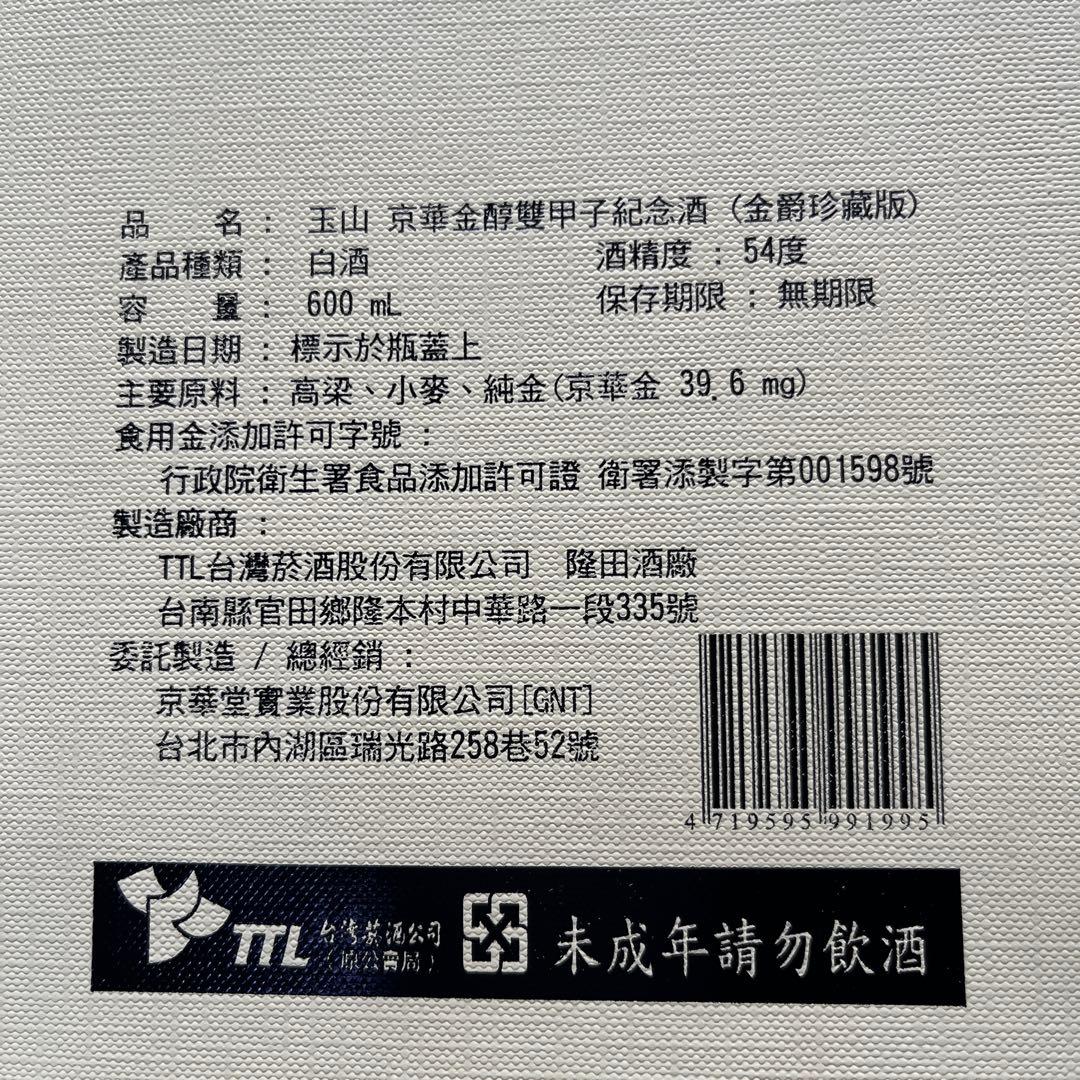 品　　名： 玉山 京華金醇雙甲子紀念酒 (金爵珍藏版)
產品種類： 白酒　酒精度：54度
容　　量： 600 mL　保存期限：無期限
製造日期：標示於瓶蓋上
主要原料：高梁、小麥、純金(京華金 39.6 mg)
食用金添加許可字號：
行政院衛生署食品添加許可證 衛署添製字第001598號
製造廠商：
TTL台灣菸酒股份有限公司　隆田酒廠
台南縣官田鄉隆本村中華路一段335號
委託製造 / 總經銷：
京華堂實業股份有限公司[GNT]
台北市內湖區瑞光路258巷52號
4 719595 991995
TTL 台灣菸酒公司
(原公賣局)
未成年請勿飲酒